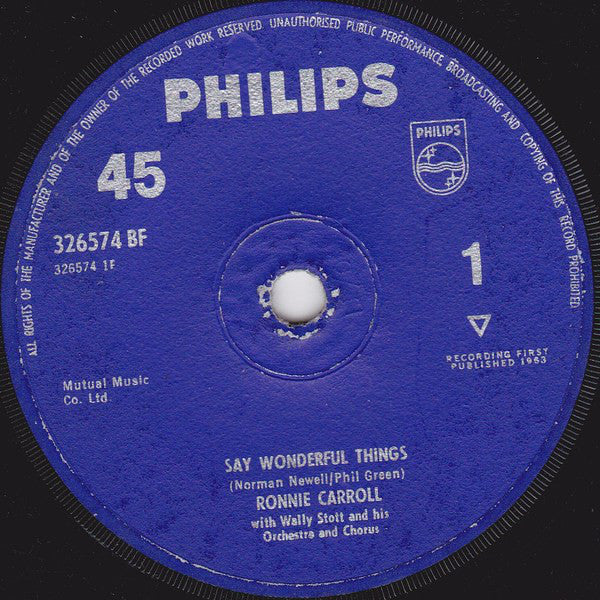 ALL RIGHTS OF THE MANUFACTURER AND OF THE OWNER OF THE RECORDED WORK RESERVED UNAUTHORISED PUBLIC PERFORMANCE BROADCASTING AND COPYING OF THIS RECORD PROHIBITED
PHILIPS
45
PHILIPS
326574 BF
326574 1F
1
RECORDING FIRST
PUBLISHED 1963
Mutual Music
Co. Ltd.
SAY WONDERFUL THINGS
(Norman Newell/Phil Green)
RONNIE CARROLL
with Wally Stott and his
Orchestra and Chorus